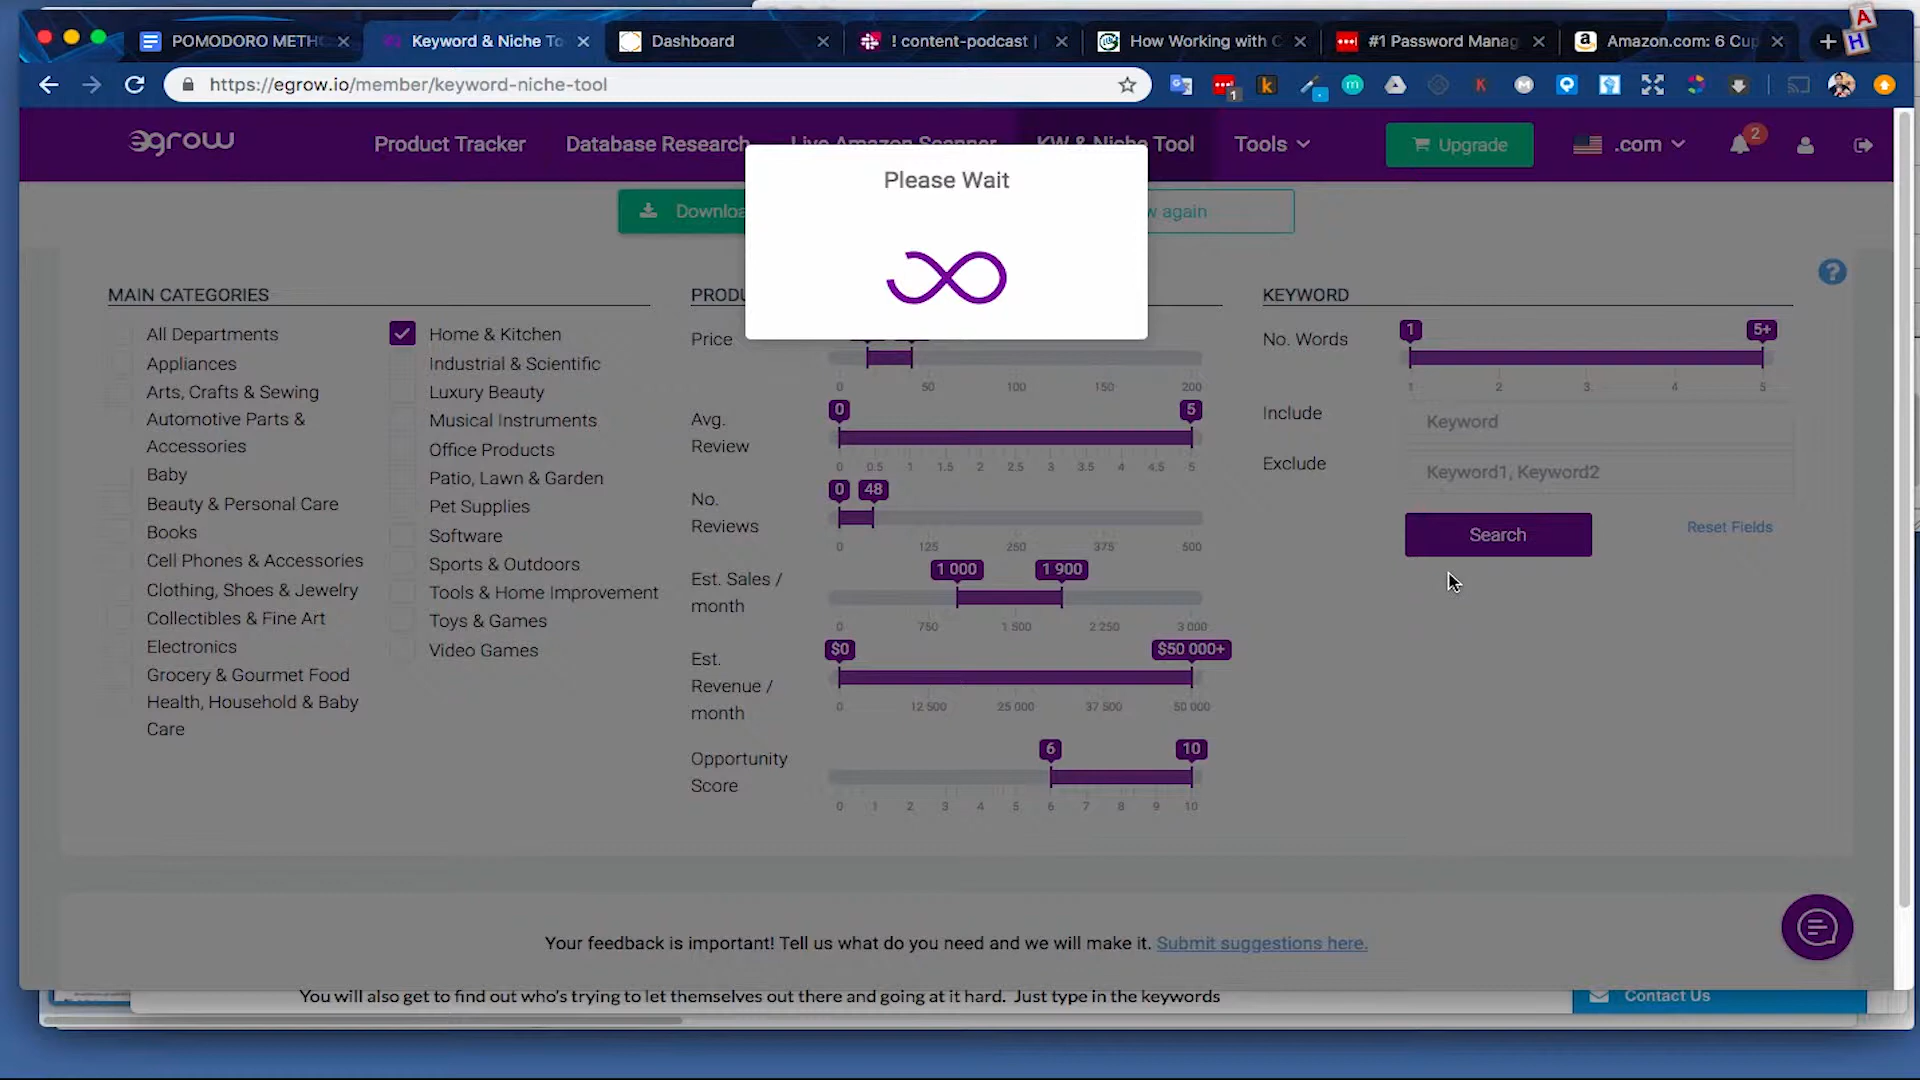 POMODORO METH
Keyword & Niche To
Dashboard
! content-podcast |
How Working with C
#1 Password Manag
Amazon.com: 6 Cup
A
H
https://egrow.io/member/keyword-niche-tool
1
egrow
Product Tracker
Database Research
Live Amazon Scanner
KW & Niche Tool
Tools
Upgrade
.com
2
Please Wait
Downloa
w again
MAIN CATEGORIES
All Departments
Appliances
Arts, Crafts & Sewing
Automotive Parts &
Accessories
Baby
Beauty & Personal Care
Books
Cell Phones & Accessories
Clothing, Shoes & Jewelry
Collectibles & Fine Art
Electronics
Grocery & Gourmet Food
Health, Household & Baby
Care
Home & Kitchen
Industrial & Scientific
Luxury Beauty
Musical Instruments
Office Products
Patio, Lawn & Garden
Pet Supplies
Software
Sports & Outdoors
Tools & Home Improvement
Toys & Games
Video Games
PRODU
Price
0 50 100 150 200
Avg.
Review
0 5
0 0.5 1 1.5 2 2.5 3 3.5 4 4.5 5
No.
Reviews
0 48
0 125 250 375 500
Est. Sales /
month
1 000 1 900
0 750 1 500 2 250 3 000
Est.
Revenue /
month
$0 $50 000+
0 12 500 25 000 37 500 50 000
Opportunity
Score
6 10
0 1 2 3 4 5 6 7 8 9 10
KEYWORD
No. Words
1 5+
1 2 3 4 5
Include
Keyword
Exclude
Keyword1, Keyword2
Search
Reset Fields
?
Your feedback is important! Tell us what do you need and we will make it. Submit suggestions here.
You will also get to find out who's trying to let themselves out there and going at it hard. Just type in the keywords
Contact Us